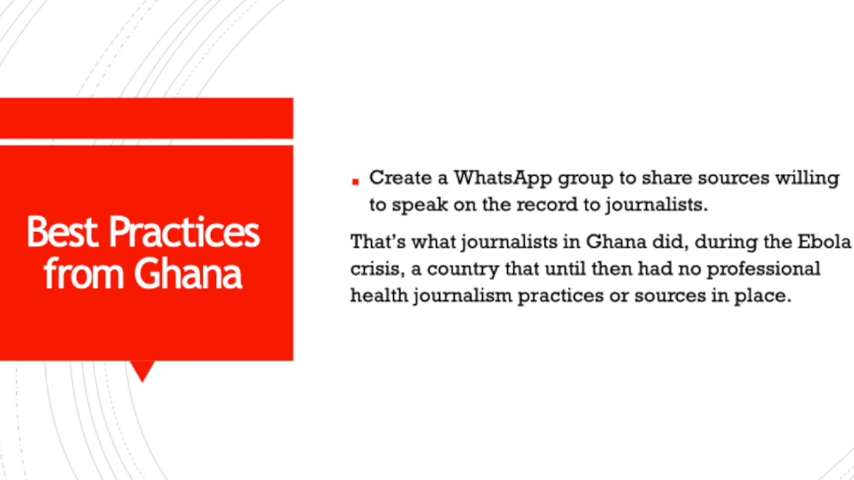 Best Practices
from Ghana
Create a WhatsApp group to share sources willing
to speak on the record to journalists.
That's what journalists in Ghana did, during the Ebola
crisis, a country that until then had no professional
health journalism practices or sources in place.